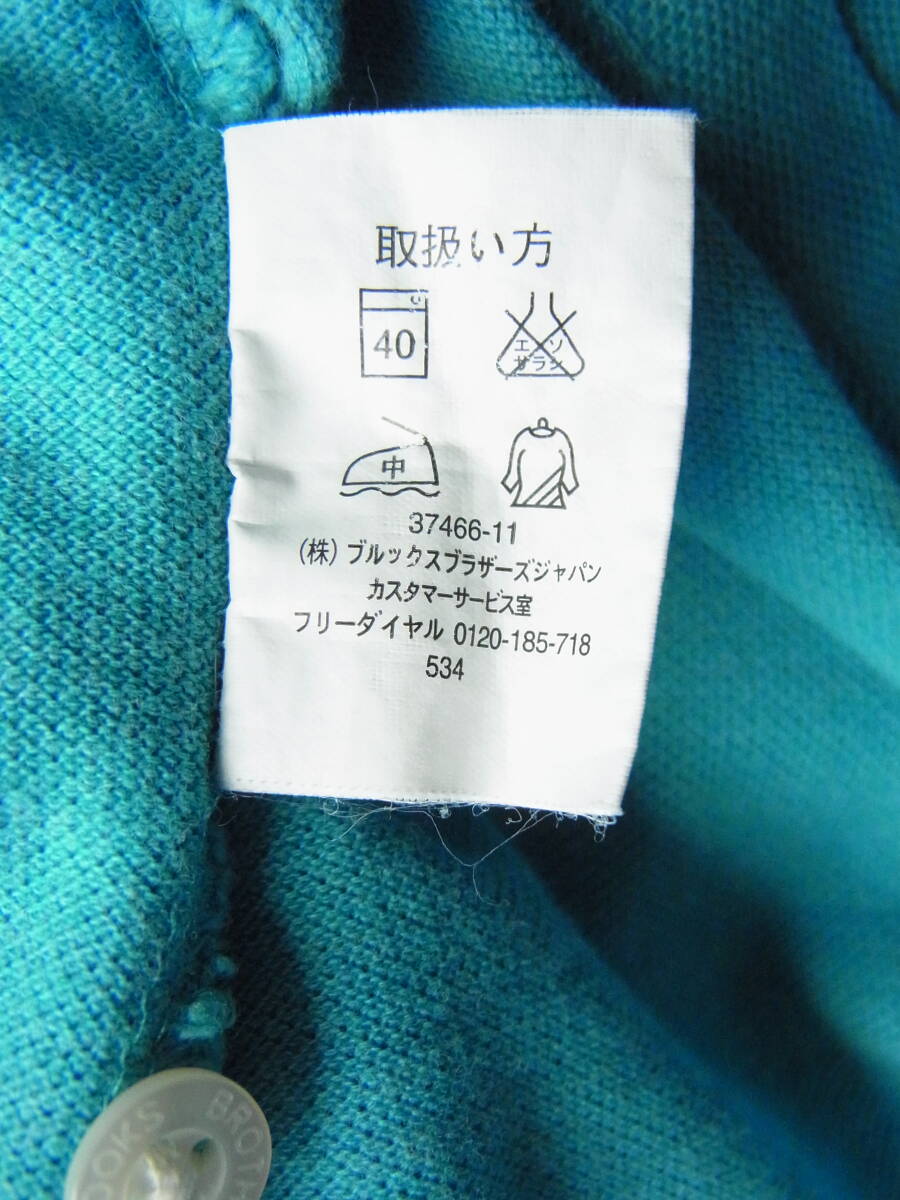 取扱い方
40
エソ
サラシ
中
37466-11
(株) ブルックスブラザーズジャパン
カスタマーサービス室
フリーダイヤル 0120-185-718
534
OOKS BROT